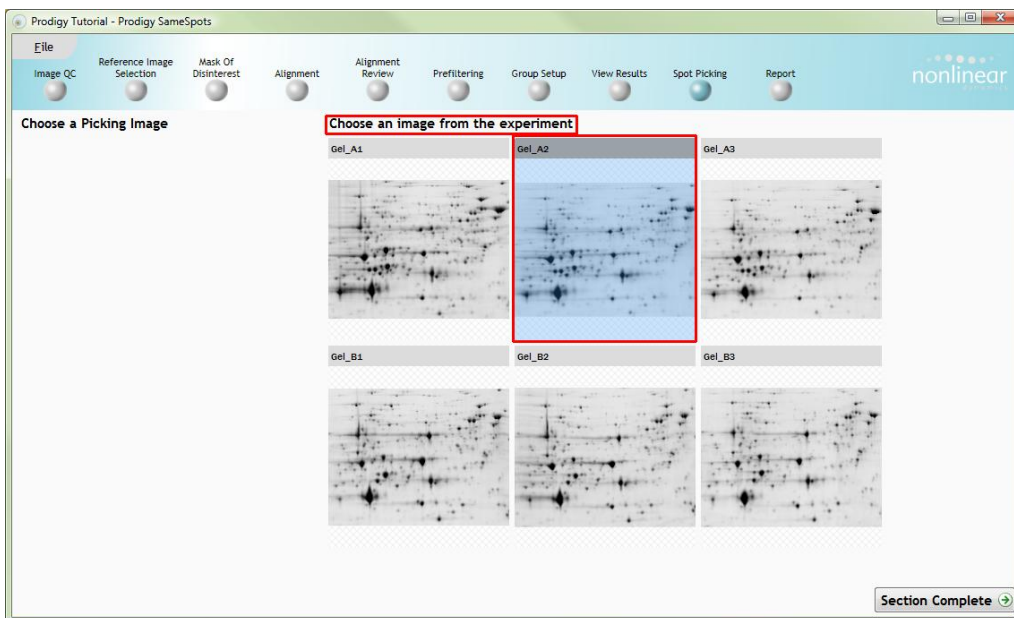 Prodigy Tutorial - Prodigy SameSpots
File
Image QC
Reference Image
Selection
Mask Of
Disinterest
Alignment
Alignment
Review
Prefiltering
Group Setup
View Results
Spot Picking
Report
nonlinear
dynamics
Choose a Picking Image
Choose an image from the experiment
Gel_A1
Gel_A2
Gel_A3
Gel_B1
Gel_B2
Gel_B3
Section Complete